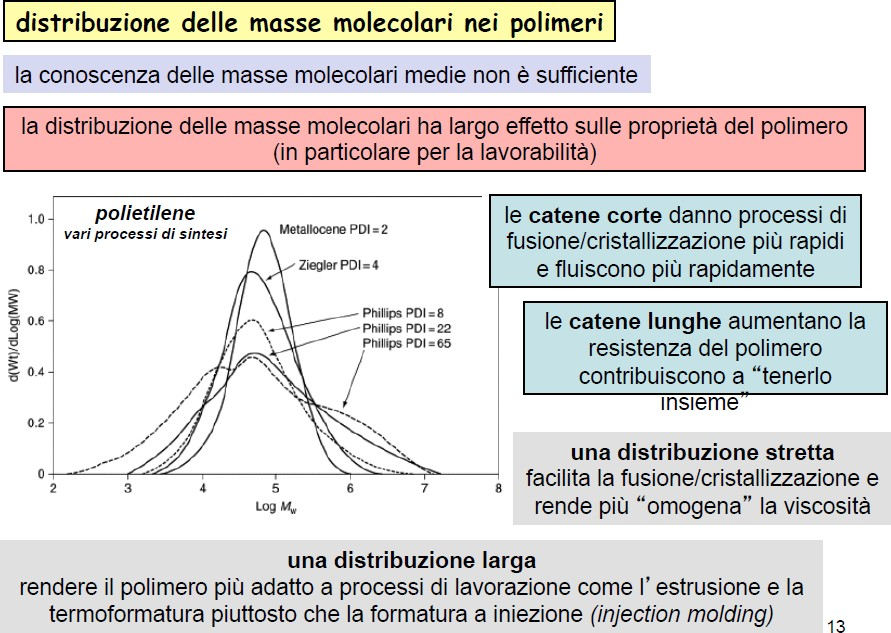 distribuzione delle masse molecolari nei polimeri
la conoscenza delle masse molecolari medie non è sufficiente
la distribuzione delle masse molecolari ha largo effetto sulle proprietà del polimero
(in particolare per la lavorabilità)
polietilene
vari processi di sintesi
Metallocene PDI = 2
Ziegler PDI = 4
Phillips PDI = 8
Phillips PDI = 22
Phillips PDI = 65
d(Wt)/dLog(MW)
1.0
0.8
0.6
0.4
0.2
0
2 3 4 5 6 7 8
Log Mw
le catene corte danno processi di
fusione/cristallizzazione più rapidi
e fluiscono più rapidamente
le catene lunghe aumentano la
resistenza del polimero
contribuiscono a “tenerlo
insieme”
una distribuzione stretta
facilita la fusione/cristallizzazione e
rende più “omogena” la viscosità
una distribuzione larga
rendere il polimero più adatto a processi di lavorazione come l’ estrusione e la
termoformatura piuttosto che la formatura a iniezione (injection molding)
13